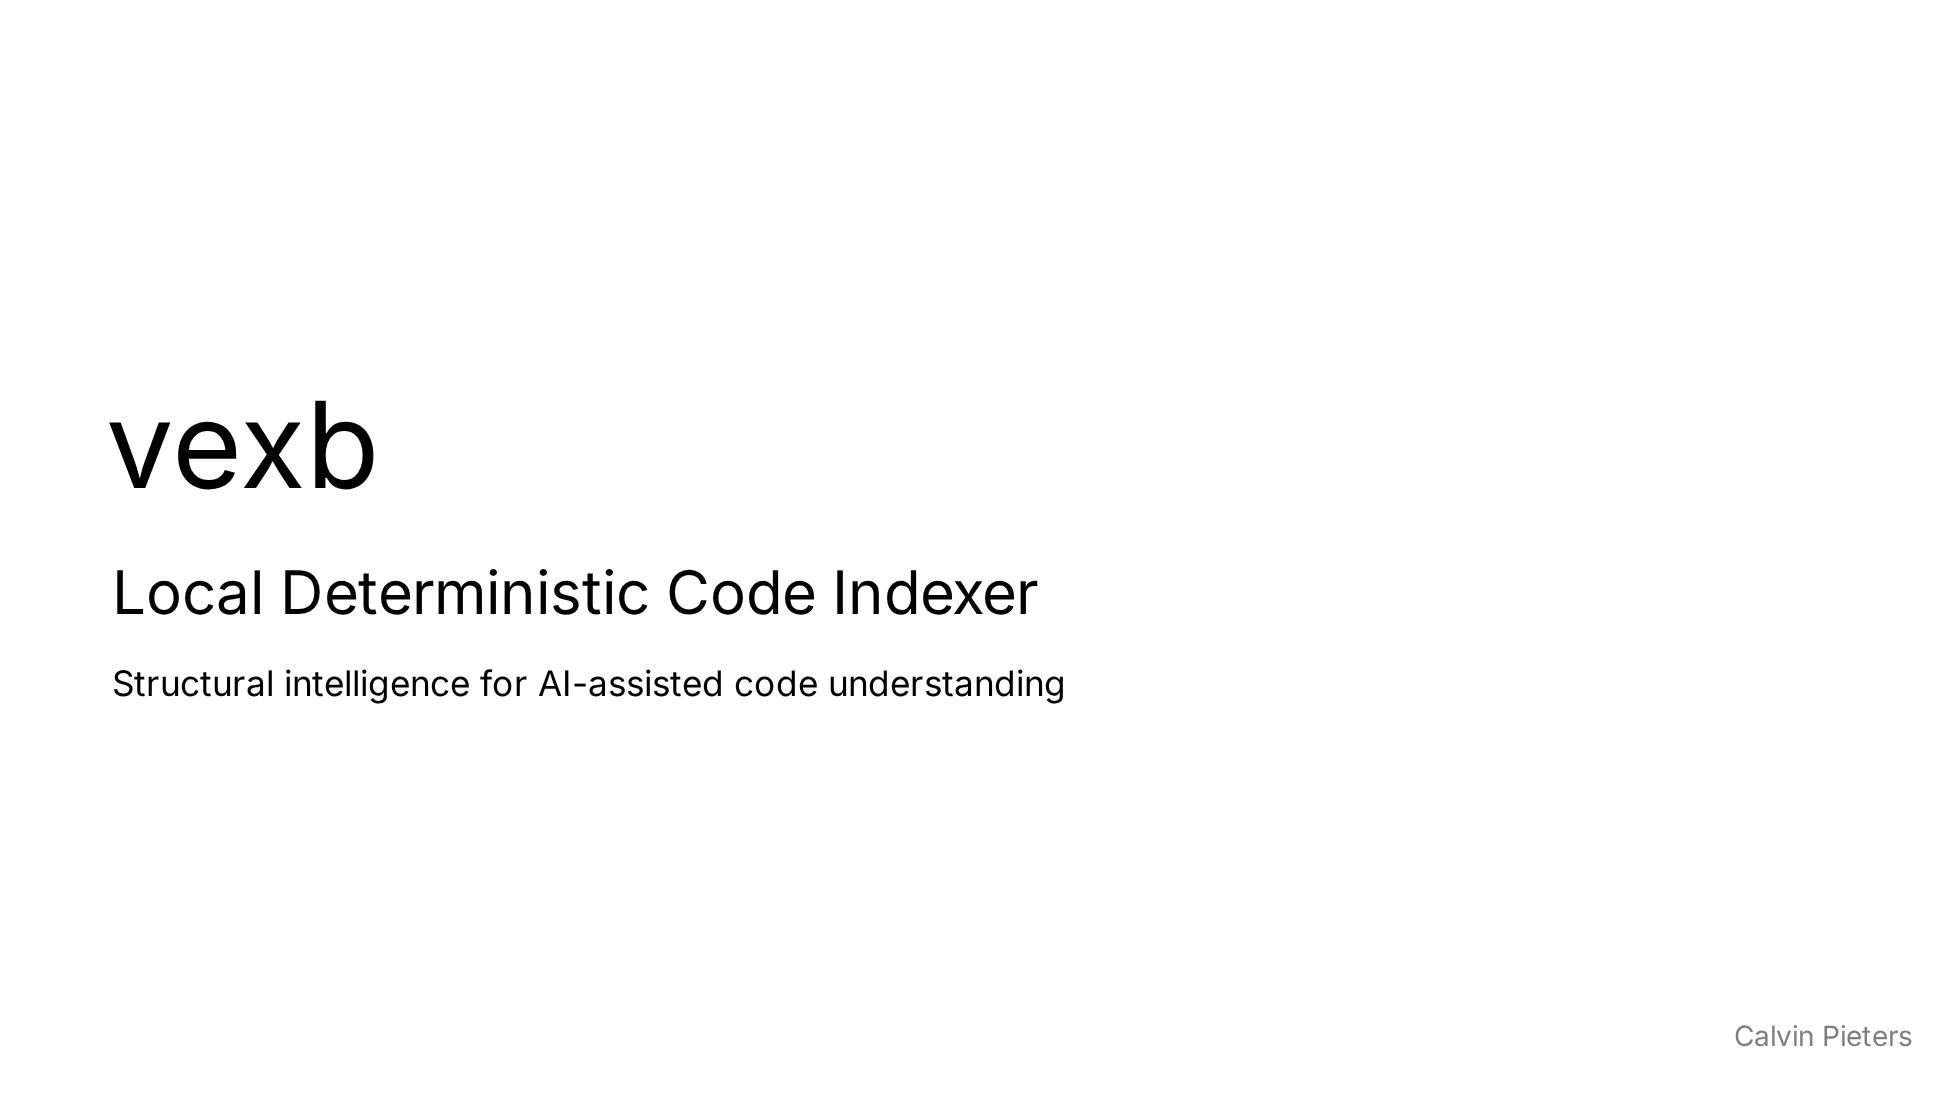 vexb
Local Deterministic Code Indexer
Structural intelligence for AI-assisted code understanding
Calvin Pieters